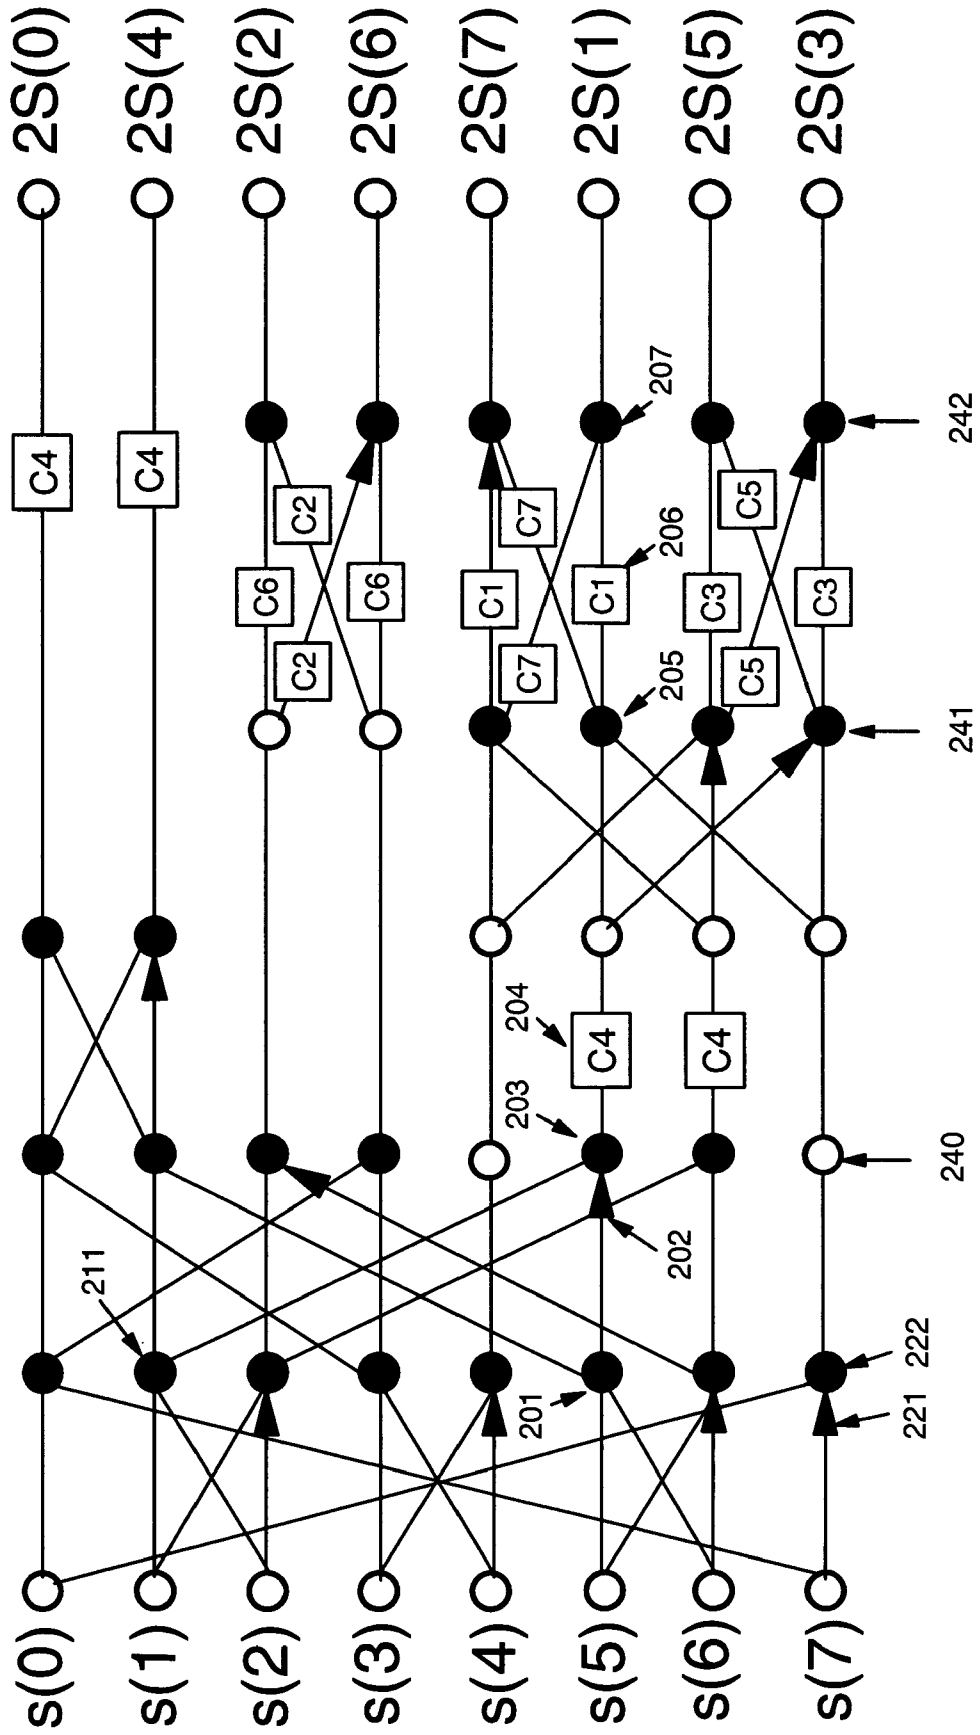 s(0)
s(1)
s(2)
s(3)
s(4)
s(5)
s(6)
s(7)
2S(0)
2S(4)
2S(2)
2S(6)
2S(7)
2S(1)
2S(5)
2S(3)
C4
C4
C6
C2
C2
C6
C1
C7
C7
C1
C3
C5
C5
C3
C4
C4
211
201
202
203
204
205
206
207
221
222
240
241
242